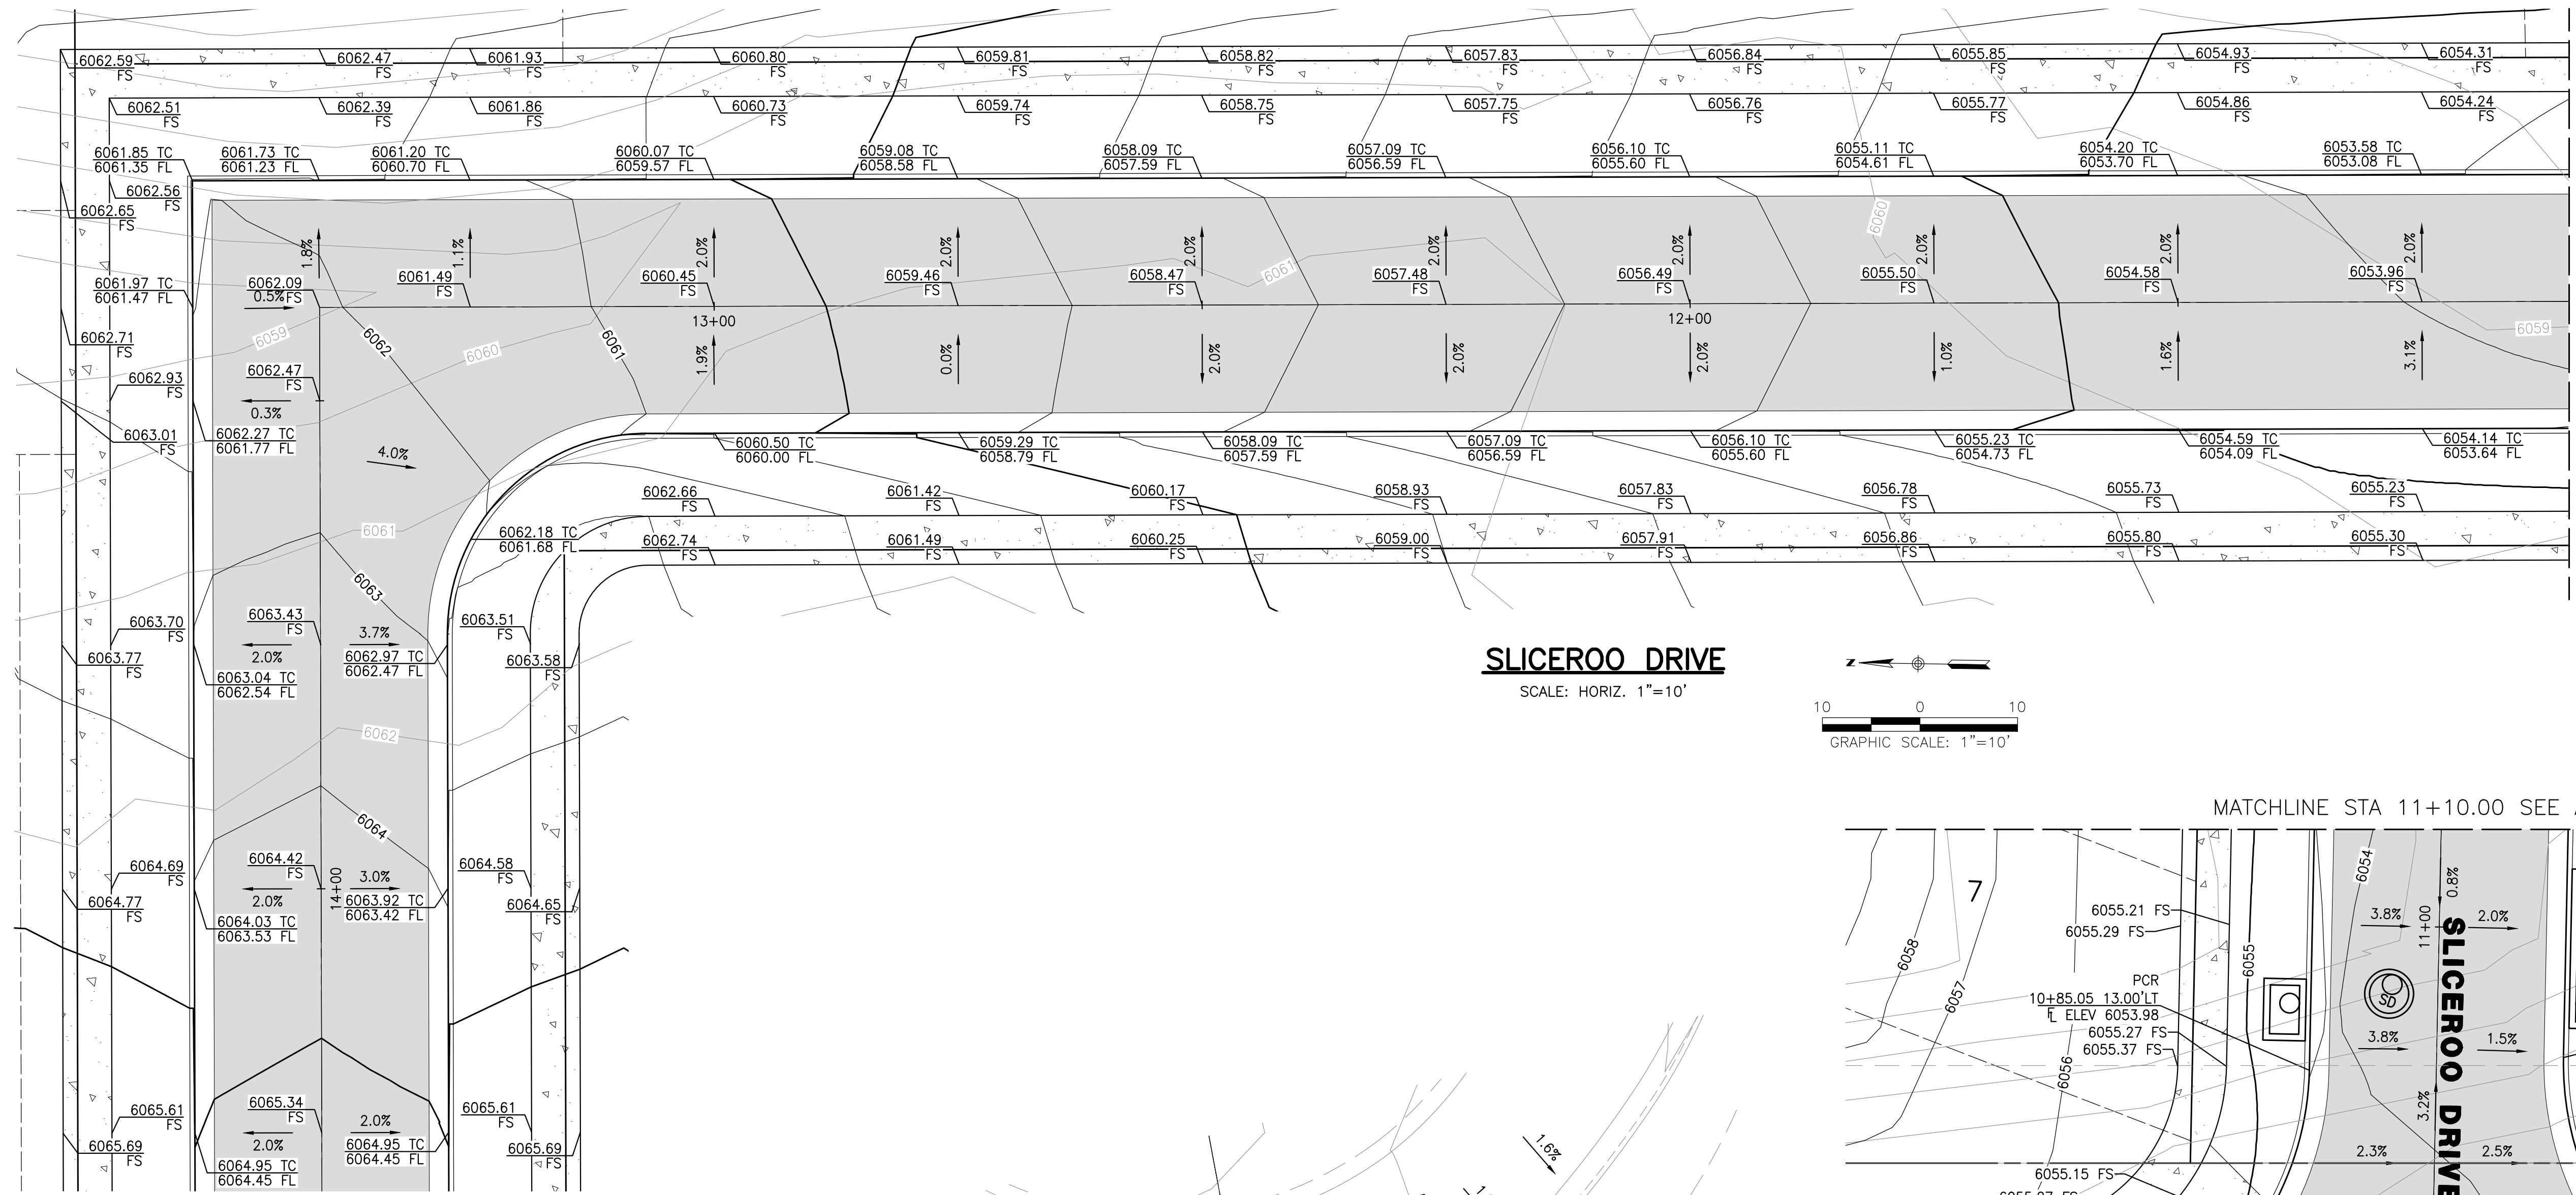 6062.59 FS
6062.47 FS
6061.93 FS
6060.80 FS
6059.81 FS
6058.82 FS
6057.83 FS
6056.84 FS
6055.85 FS
6054.93 FS
6054.31 FS
6062.51 FS
6062.39 FS
6061.86 FS
6060.73 FS
6059.74 FS
6058.75 FS
6057.75 FS
6056.76 FS
6055.77 FS
6054.86 FS
6054.24 FS
6061.85 TC
6061.35 FL
6061.73 TC
6061.23 FL
6061.20 TC
6060.70 FL
6060.07 TC
6059.57 FL
6059.08 TC
6058.58 FL
6058.09 TC
6057.59 FL
6057.09 TC
6056.59 FL
6056.10 TC
6055.60 FL
6055.11 TC
6054.61 FL
6054.20 TC
6053.70 FL
6053.58 TC
6053.08 FL
6062.56 FS
6062.65 FS
1.8%
1.1%
2.0%
2.0%
2.0%
2.0%
2.0%
2.0%
2.0%
2.0%
6060
6061
6061.97 TC
6061.47 FL
6062.09 FS
0.5%
6061.49 FS
6060.45 FS
6059.46 FS
6058.47 FS
6057.48 FS
6056.49 FS
6055.50 FS
6054.58 FS
6053.96 FS
13+00
12+00
6062.71 FS
6059
6062
6060
6061
6059
1.9%
0.0%
2.0%
2.0%
2.0%
1.0%
1.6%
3.1%
6062.93 FS
6062.47 FS
0.3%
6063.01 FS
6062.27 TC
6061.77 FL
4.0%
6060.50 TC
6060.00 FL
6059.29 TC
6058.79 FL
6058.09 TC
6057.59 FL
6057.09 TC
6056.59 FL
6056.10 TC
6055.60 FL
6055.23 TC
6054.73 FL
6054.59 TC
6054.09 FL
6054.14 TC
6053.64 FL
6062.66 FS
6061.42 FS
6060.17 FS
6058.93 FS
6057.83 FS
6056.78 FS
6055.73 FS
6055.23 FS
6061
6062.18 TC
6061.68 FL
6062.74 FS
6061.49 FS
6060.25 FS
6059.00 FS
6057.91 FS
6056.86 FS
6055.80 FS
6055.30 FS
6063
6063.70 FS
6063.43 FS
6063.51 FS
3.7%
2.0%
6063.77 FS
6062.97 TC
6062.47 FL
6063.58 FS
6063.04 TC
6062.54 FL
SLICEROO DRIVE
SCALE: HORIZ. 1"=10'
Z
10 0 10
GRAPHIC SCALE: 1"=10'
6062
6064
6064.69 FS
6064.42 FS
6064.58 FS
3.0%
2.0%
14+00
6064.77 FS
6063.92 TC
6063.42 FL
6064.65 FS
6064.03 TC
6063.53 FL
6065.61 FS
6065.34 FS
6065.61 FS
2.0%
2.0%
6065.69 FS
6064.95 TC
6064.45 FL
6065.69 FS
6064.95 TC
6064.45 FL
1.6%
MATCHLINE STA 11+10.00 SEE
6054
0.8%
7
3.8%
2.0%
11+00
6055.21 FS
6055.29 FS
6058
6055
6057
6056
PCR
10+85.05 13.00'LT
FL ELEV 6053.98
6055.27 FS
6055.37 FS
SD
3.8%
1.5%
3.2%
SLICEROO DRIVE
2.3%
2.5%
6055.15 FS